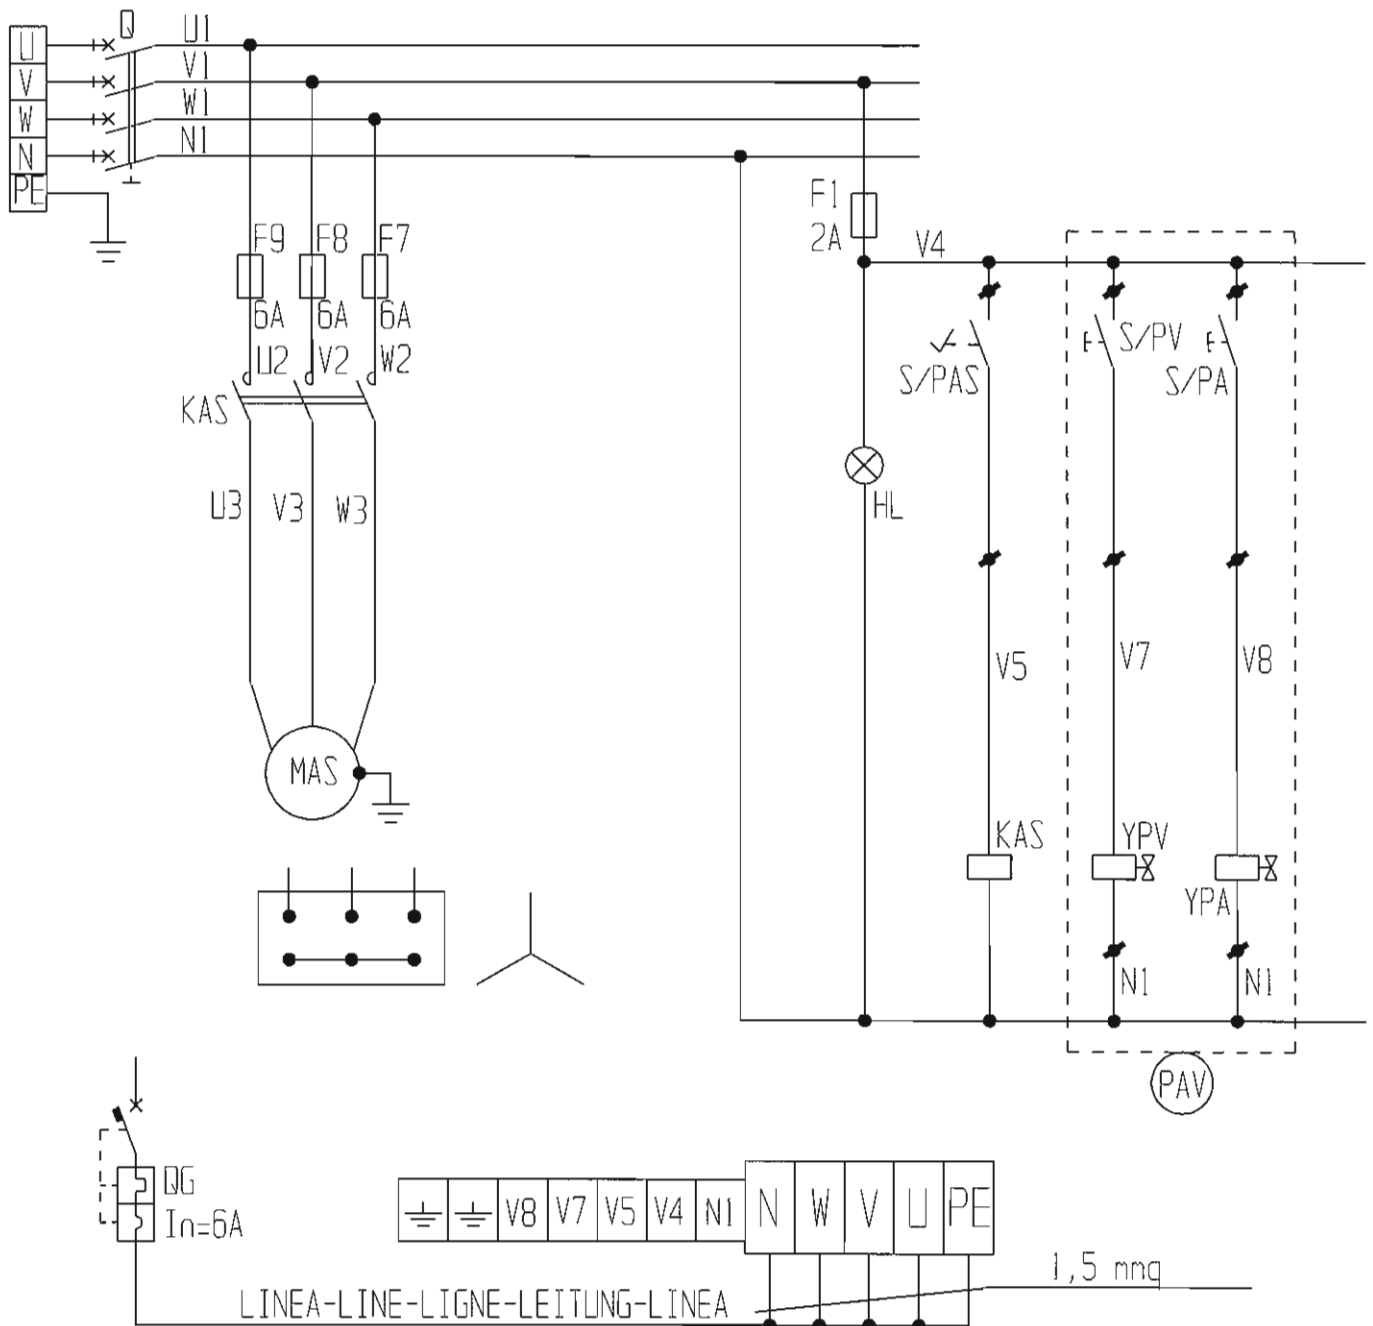 Q
U U1
V V1
W W1
N N1
PE
F1
2A
V4
F9 F8 F7
6A 6A 6A
U2 V2 W2
KAS
S/PAS S/PV S/PA
U3 V3 W3
HL
V5 V7 V8
MAS
KAS YPV
YPA
N1 N1
PAV
QG
In=6A
V8 V7 V5 V4 N1 N W V U PE
1,5 mmq
LINEA-LINE-LIGNE-LEITUNG-LINEA